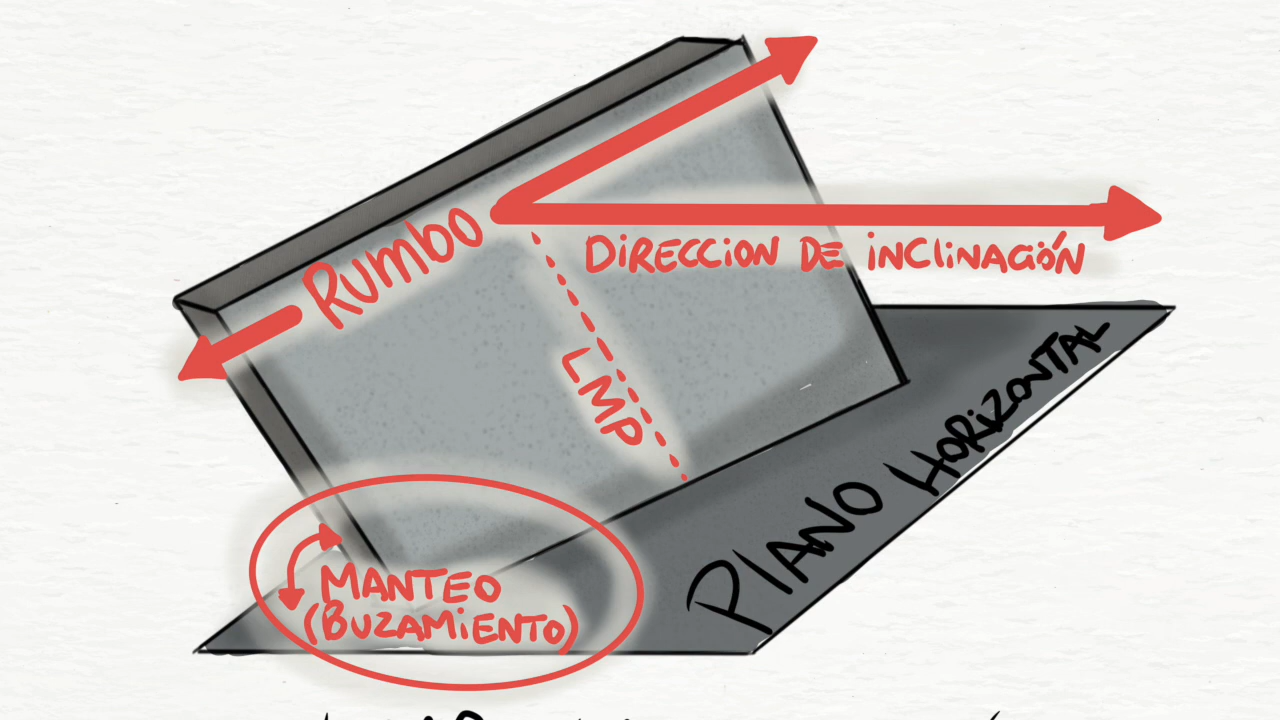 Rumbo
DiRECCiON DE iNCliNACiÓN
LMP
PlANO HORiZONTAL
MANTEO
(BUZAMiENTO)